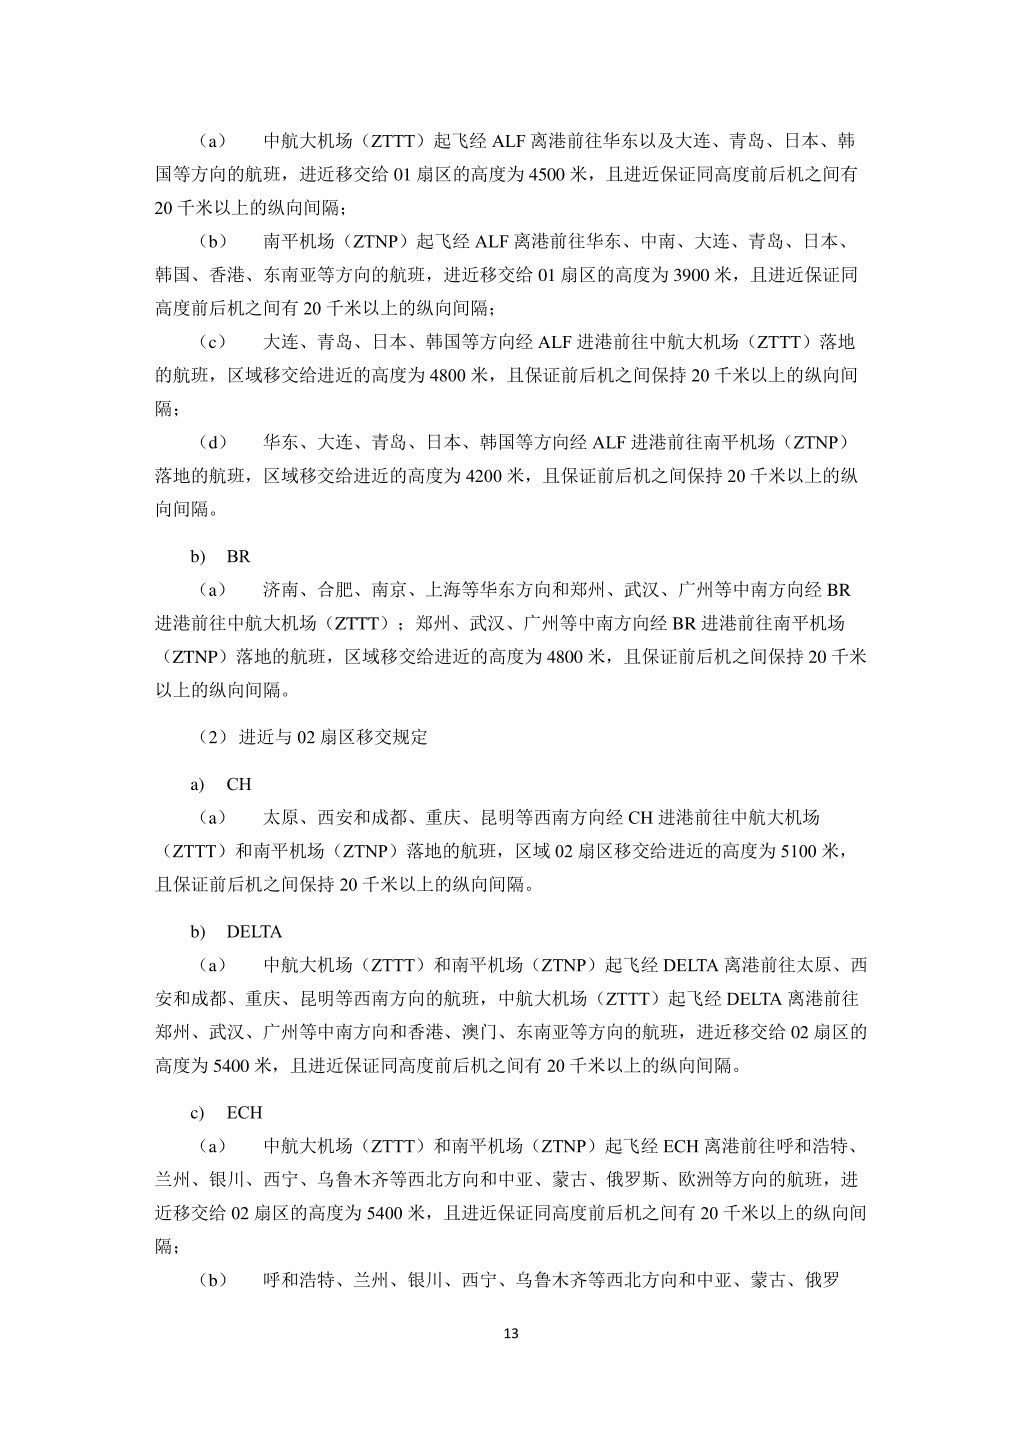 （a） 中航大机场（ZTTT）起飞经 ALF 离港前往华东以及大连、青岛、日本、韩
国等方向的航班，进近移交给 01 扇区的高度为 4500 米，且进近保证同高度前后机之间有
20 千米以上的纵向间隔；
（b） 南平机场（ZTNP）起飞经 ALF 离港前往华东、中南、大连、青岛、日本、
韩国、香港、东南亚等方向的航班，进近移交给 01 扇区的高度为 3900 米，且进近保证同
高度前后机之间有 20 千米以上的纵向间隔；
（c） 大连、青岛、日本、韩国等方向经 ALF 进港前往中航大机场（ZTTT）落地
的航班，区域移交给进近的高度为 4800 米，且保证前后机之间保持 20 千米以上的纵向间
隔；
（d） 华东、大连、青岛、日本、韩国等方向经 ALF 进港前往南平机场（ZTNP）
落地的航班，区域移交给进近的高度为 4200 米，且保证前后机之间保持 20 千米以上的纵
向间隔。
b) BR
（a） 济南、合肥、南京、上海等华东方向和郑州、武汉、广州等中南方向经 BR
进港前往中航大机场（ZTTT）；郑州、武汉、广州等中南方向经 BR 进港前往南平机场
（ZTNP）落地的航班，区域移交给进近的高度为 4800 米，且保证前后机之间保持 20 千米
以上的纵向间隔。
（2） 进近与 02 扇区移交规定
a) CH
（a） 太原、西安和成都、重庆、昆明等西南方向经 CH 进港前往中航大机场
（ZTTT）和南平机场（ZTNP）落地的航班，区域 02 扇区移交给进近的高度为 5100 米，
且保证前后机之间保持 20 千米以上的纵向间隔。
b) DELTA
（a） 中航大机场（ZTTT）和南平机场（ZTNP）起飞经 DELTA 离港前往太原、西
安和成都、重庆、昆明等西南方向的航班，中航大机场（ZTTT）起飞经 DELTA 离港前往
郑州、武汉、广州等中南方向和香港、澳门、东南亚等方向的航班，进近移交给 02 扇区的
高度为 5400 米，且进近保证同高度前后机之间有 20 千米以上的纵向间隔。
c) ECH
（a） 中航大机场（ZTTT）和南平机场（ZTNP）起飞经 ECH 离港前往呼和浩特、
兰州、银川、西宁、乌鲁木齐等西北方向和中亚、蒙古、俄罗斯、欧洲等方向的航班，进
近移交给 02 扇区的高度为 5400 米，且进近保证同高度前后机之间有 20 千米以上的纵向间
隔；
（b） 呼和浩特、兰州、银川、西宁、乌鲁木齐等西北方向和中亚、蒙古、俄罗
13